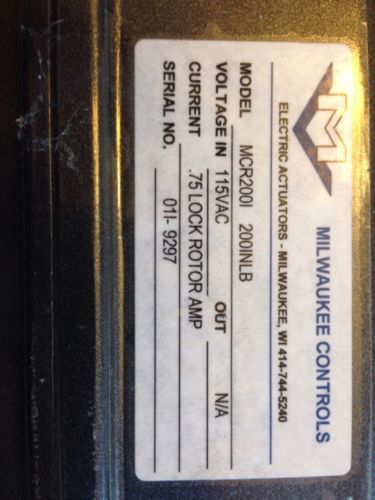 M
MILWAUKEE CONTROLS
ELECTRIC ACTUATORS - MILWAUKEE, WI 414-744-5240
MODEL MCR200I 200INLB
VOLTAGE IN 115VAC OUT N/A
CURRENT .75 LOCK ROTOR AMP
SERIAL NO. 01I- 9297